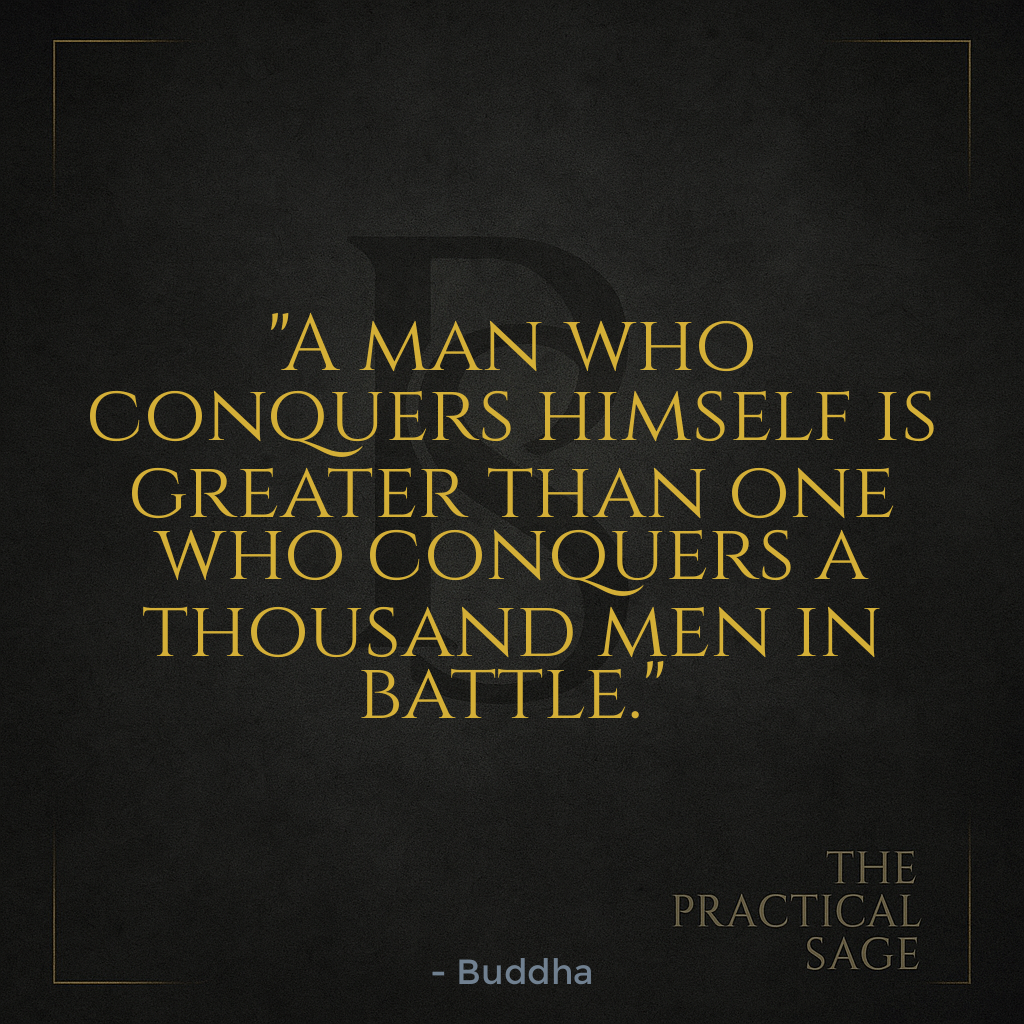 "A MAN WHO
CONQUERS HIMSELF IS
GREATER THAN ONE
WHO CONQUERS A
THOUSAND MEN IN
BATTLE."
THE
PRACTICAL
SAGE
- Buddha